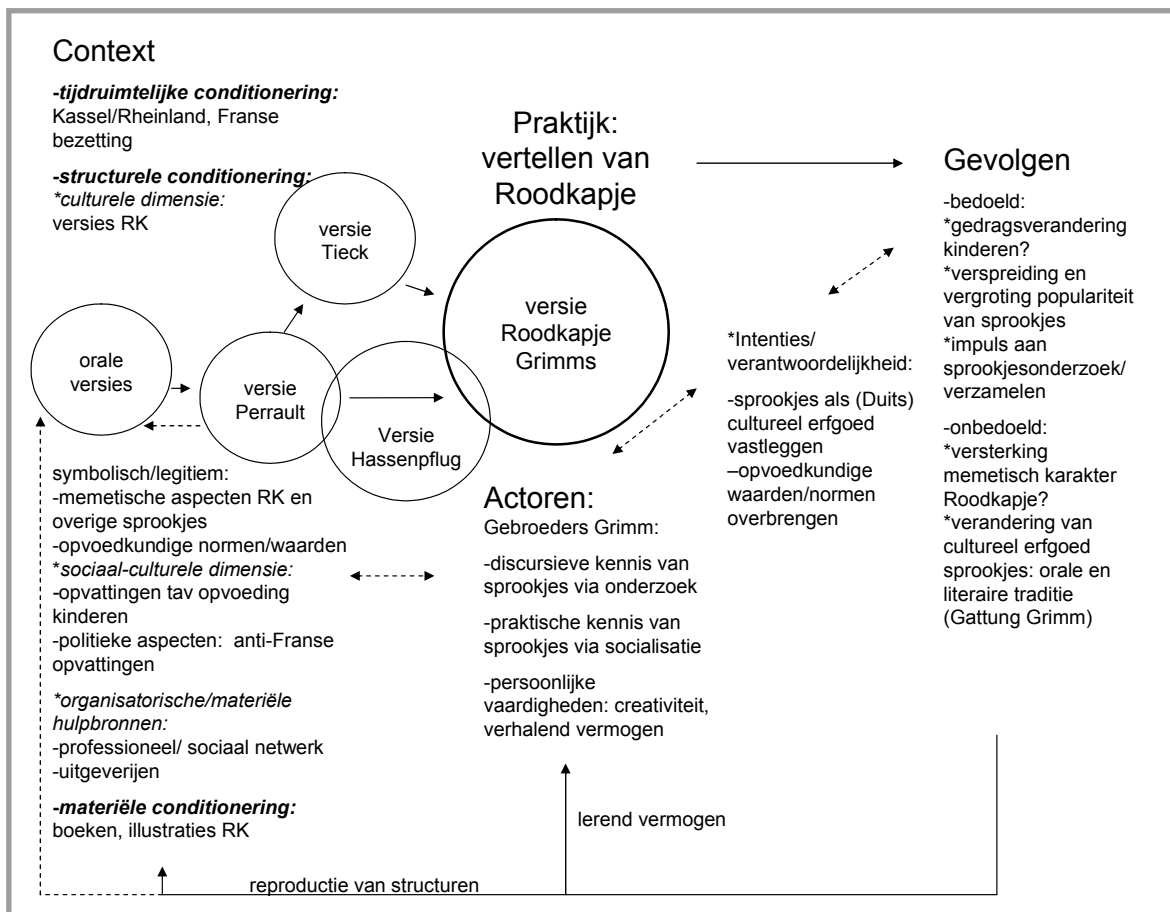 Context
-tijdruimtelijke conditionering:
Kassel/Rheinland, Franse
bezetting
-structurele conditionering:
*culturele dimensie:
versies RK
orale
versies
versie
Perrault
versie
Tieck
Versie
Hassenpflug
symbolisch/legitiem:
-memetische aspecten RK en
overige sprookjes
-opvoedkundige normen/waarden
*sociaal-culturele dimensie:
-opvattingen tav opvoeding
kinderen
-politieke aspecten: anti-Franse
opvattingen
*organisatorische/materiële
hulpbronnen:
-professioneel/ sociaal netwerk
-uitgeverijen
-materiële conditionering:
boeken, illustraties RK
Praktijk:
vertellen van
Roodkapje
versie
Roodkapje
Grimms
Actoren:
Gebroeders Grimm:
-discursieve kennis van
sprookjes via onderzoek
-praktische kennis van
sprookjes via socialisatie
-persoonlijke
vaardigheden: creativiteit,
verhalend vermogen
*Intenties/
verantwoordelijkheid:
-sprookjes als (Duits)
cultureel erfgoed
vastleggen
–opvoedkundige
waarden/normen
overbrengen
Gevolgen
-bedoeld:
*gedragsverandering
kinderen?
*verspreiding en
vergroting populariteit
van sprookjes
*impuls aan
sprookjesonderzoek/
verzamelen
-onbedoeld:
*versterking
memetisch karakter
Roodkapje?
*verandering van
cultureel erfgoed
sprookjes: orale en
literaire traditie
(Gattung Grimm)
lerend vermogen
reproductie van structuren